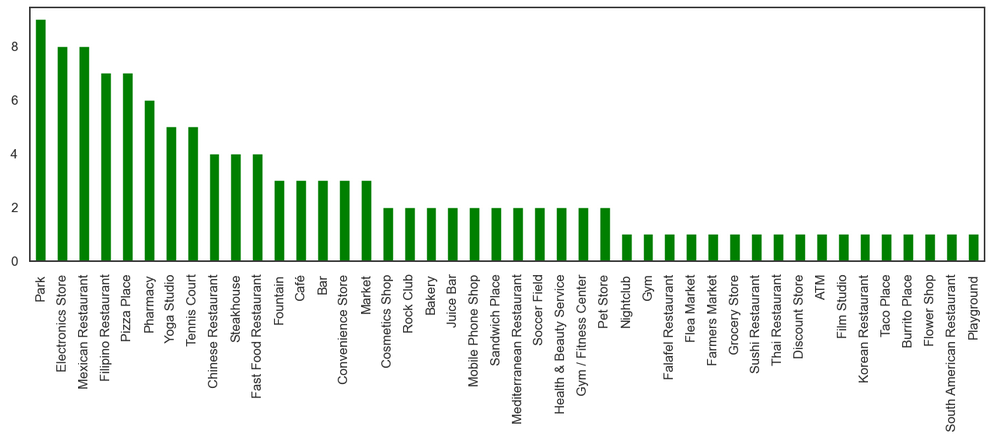 8
6
4
2
0
Park
Electronics Store
Mexican Restaurant
Filipino Restaurant
Pizza Place
Pharmacy
Yoga Studio
Tennis Court
Chinese Restaurant
Steakhouse
Fast Food Restaurant
Fountain
Café
Bar
Convenience Store
Market
Cosmetics Shop
Rock Club
Bakery
Juice Bar
Mobile Phone Shop
Sandwich Place
Mediterranean Restaurant
Soccer Field
Health & Beauty Service
Gym / Fitness Center
Pet Store
Nightclub
Gym
Falafel Restaurant
Flea Market
Farmers Market
Grocery Store
Sushi Restaurant
Thai Restaurant
Discount Store
ATM
Film Studio
Korean Restaurant
Taco Place
Burrito Place
Flower Shop
South American Restaurant
Playground